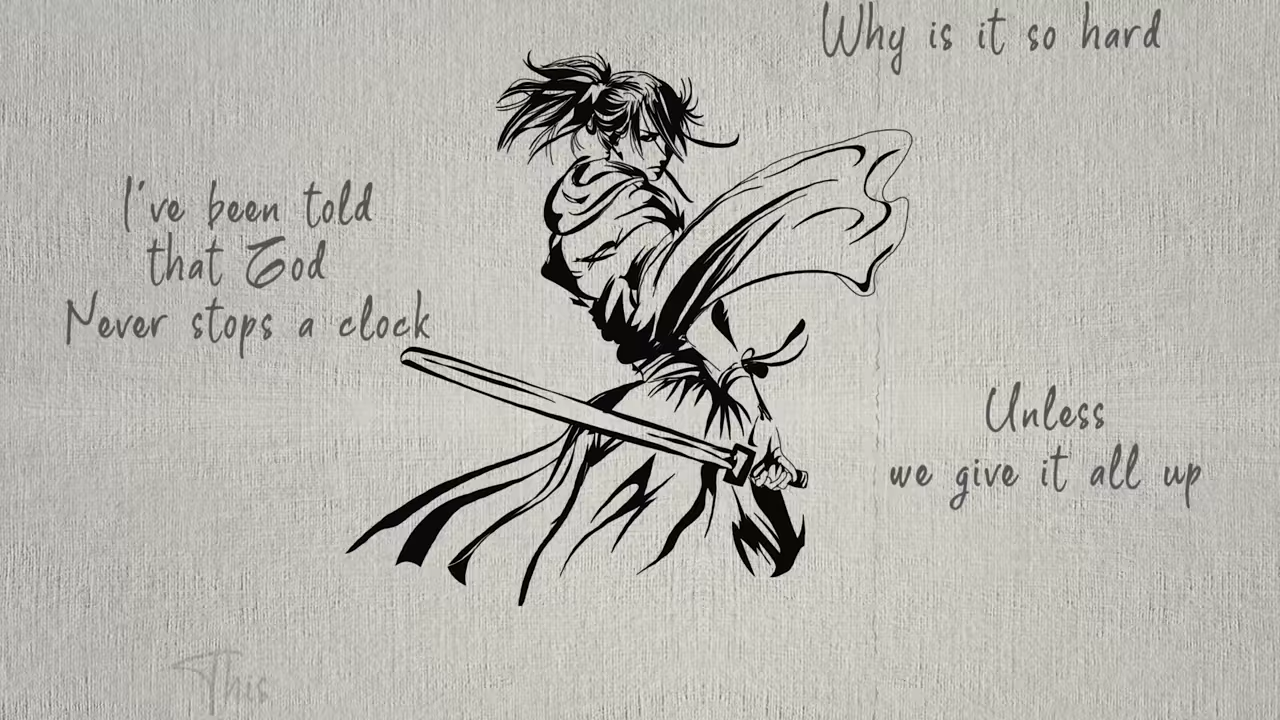 Why is it so hard
I've been told
that God
Never stops a clock
Unless
we give it all up
This